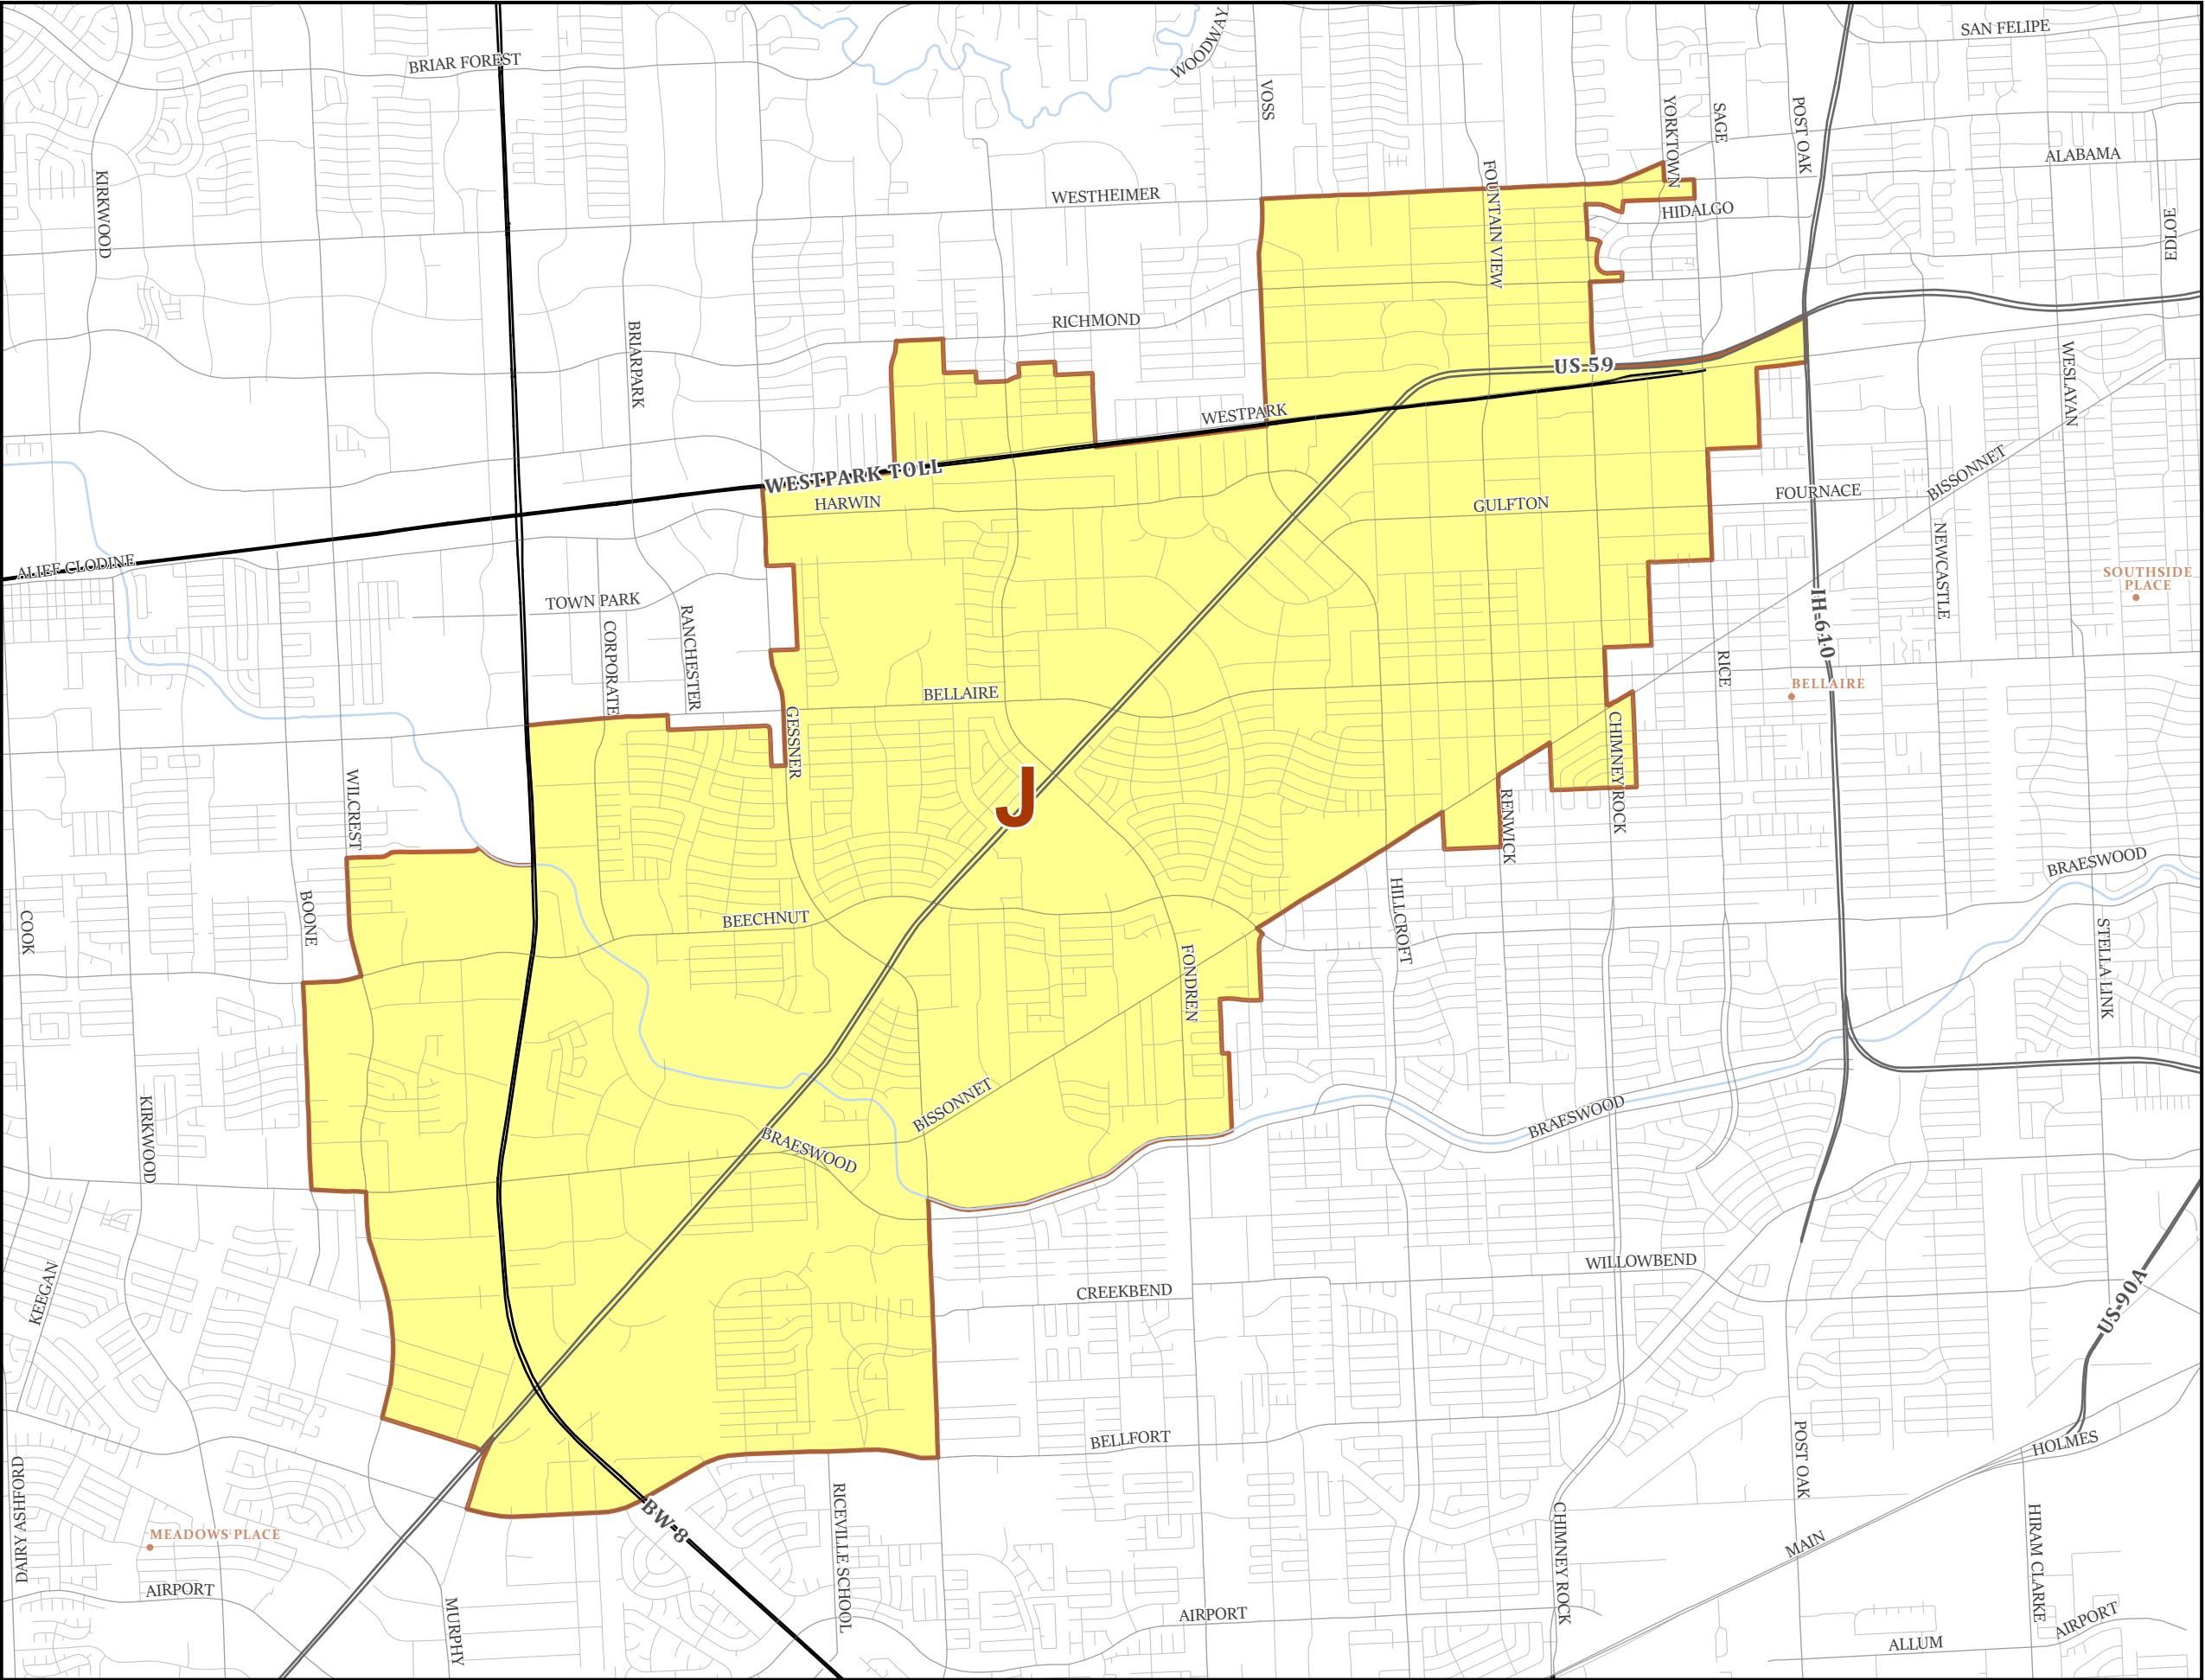 SAN FELIPE
WOODWAY
BRIAR FOREST
VOSS
YORKTOWN
SAGE
POST OAK
ALABAMA
KIRKWOOD
WESTHEIMER
FOUNTAIN VIEW
HIDALGO
EDLOE
RICHMOND
BRIARPARK
US-59
WESLAYAN
WESTPARK
WESTPARK TOLL
HARWIN
GULFTON
FOURNACE
BISSONNET
ALIEF CLODINE
NEWCASTLE
SOUTHSIDE
PLACE
TOWN PARK
CORPORATE
RANCHESTER
IH-610
RICE
BELLAIRE
BELLAIRE
GESSNER
CHIMNEY ROCK
J
WILCREST
RENWICK
BRAESWOOD
BOONE
COOK
BEECHNUT
HILLCROFT
FONDREN
STELLA LINK
KIRKWOOD
BISSONNET
BRAESWOOD
BRAESWOOD
KEEGAN
CREEKBEND
WILLOWBEND
US-90A
BELLFORT
POST OAK
HOLMES
DAIRY ASHFORD
MEADOWS PLACE
BW-8
RICEVILLE SCHOOL
CHIMNEY ROCK
MAIN
HIRAM CLARKE
AIRPORT
MURPHY
AIRPORT
AIRPORT
ALLUM